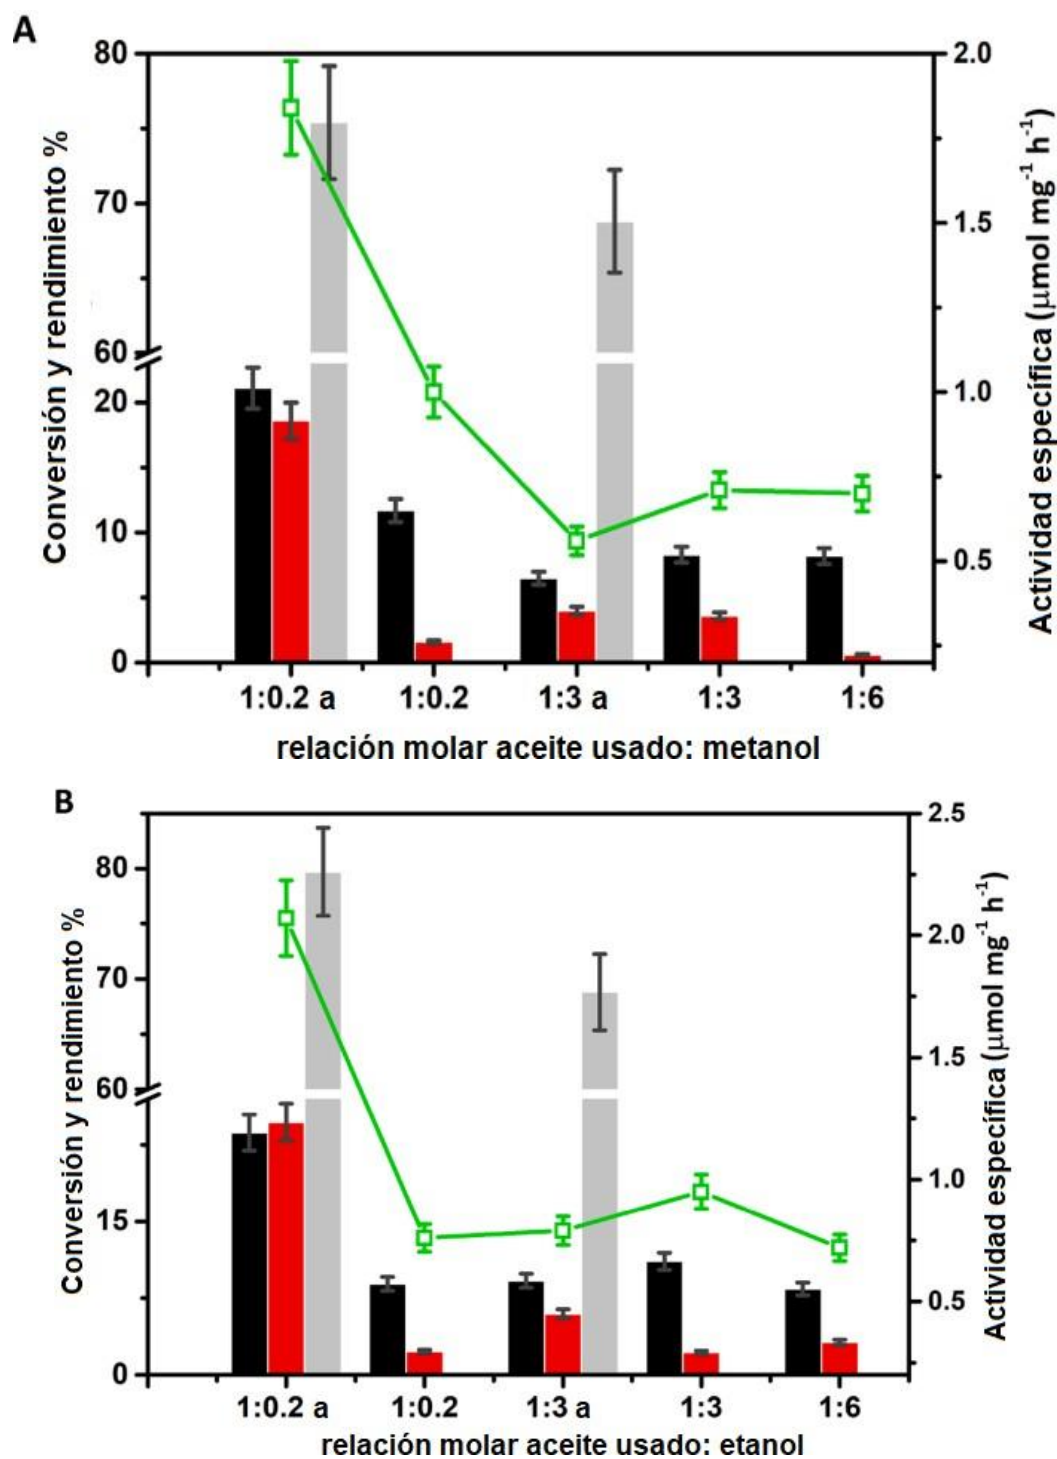 A
80
70
60
20
10
0
Conversión y rendimiento %
2.0
1.5
1.0
0.5
Actividad específica (μmol mg⁻¹ h⁻¹)
1:0.2 a
1:0.2
1:3 a
1:3
1:6
relación molar aceite usado: metanol
B
80
70
60
15
0
Conversión y rendimiento %
2.5
2.0
1.5
1.0
0.5
Actividad específica (μmol mg⁻¹ h⁻¹)
1:0.2 a
1:0.2
1:3 a
1:3
1:6
relación molar aceite usado: etanol